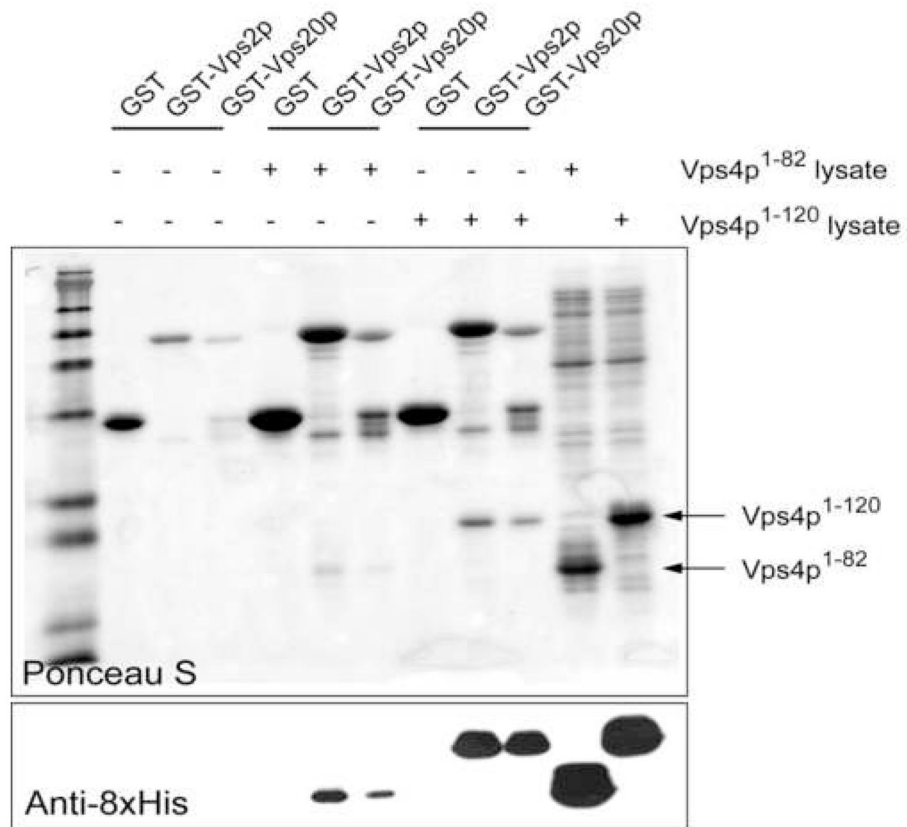 GST GST-Vps2p GST-Vps20p GST GST-Vps2p GST-Vps20p GST GST-Vps2p GST-Vps20p
- - - + + + - - - + Vps4p1-82 lysate
- - - - - - + + + + Vps4p1-120 lysate
Vps4p1-120
Vps4p1-82
Ponceau S
Anti-8xHis